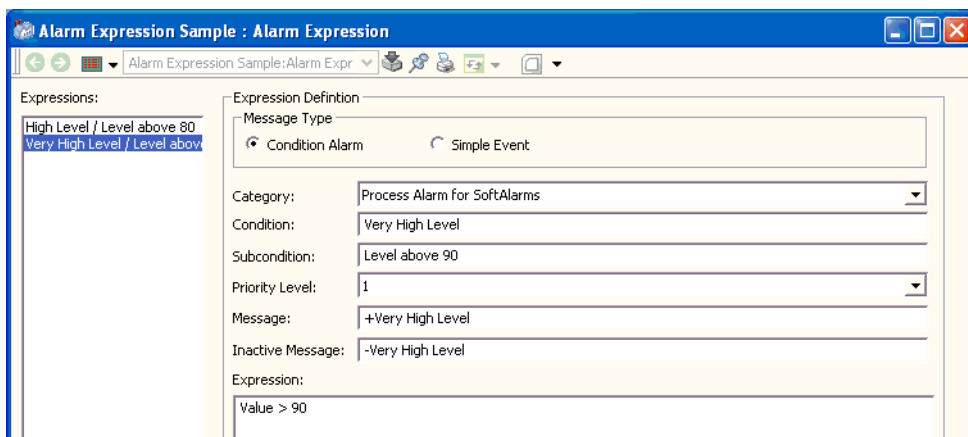 Alarm Expression Sample : Alarm Expression
Alarm Expression Sample:Alarm Expr
Expressions:
High Level / Level above 80
Very High Level / Level abov
Expression Defintion
Message Type
Condition Alarm
Simple Event
Category:
Process Alarm for SoftAlarms
Condition:
Very High Level
Subcondition:
Level above 90
Priority Level:
1
Message:
+Very High Level
Inactive Message:
-Very High Level
Expression:
Value > 90